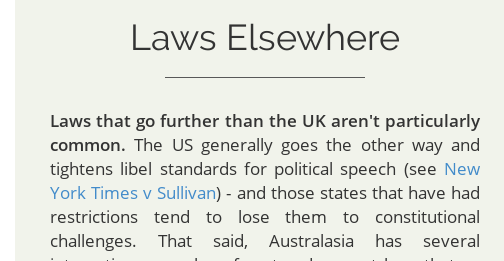 Laws Elsewhere
Laws that go further than the UK aren't particularly
common. The US generally goes the other way and
tightens libel standards for political speech (see New
York Times v Sullivan) - and those states that have had
restrictions tend to lose them to constitutional
challenges. That said, Australasia has several